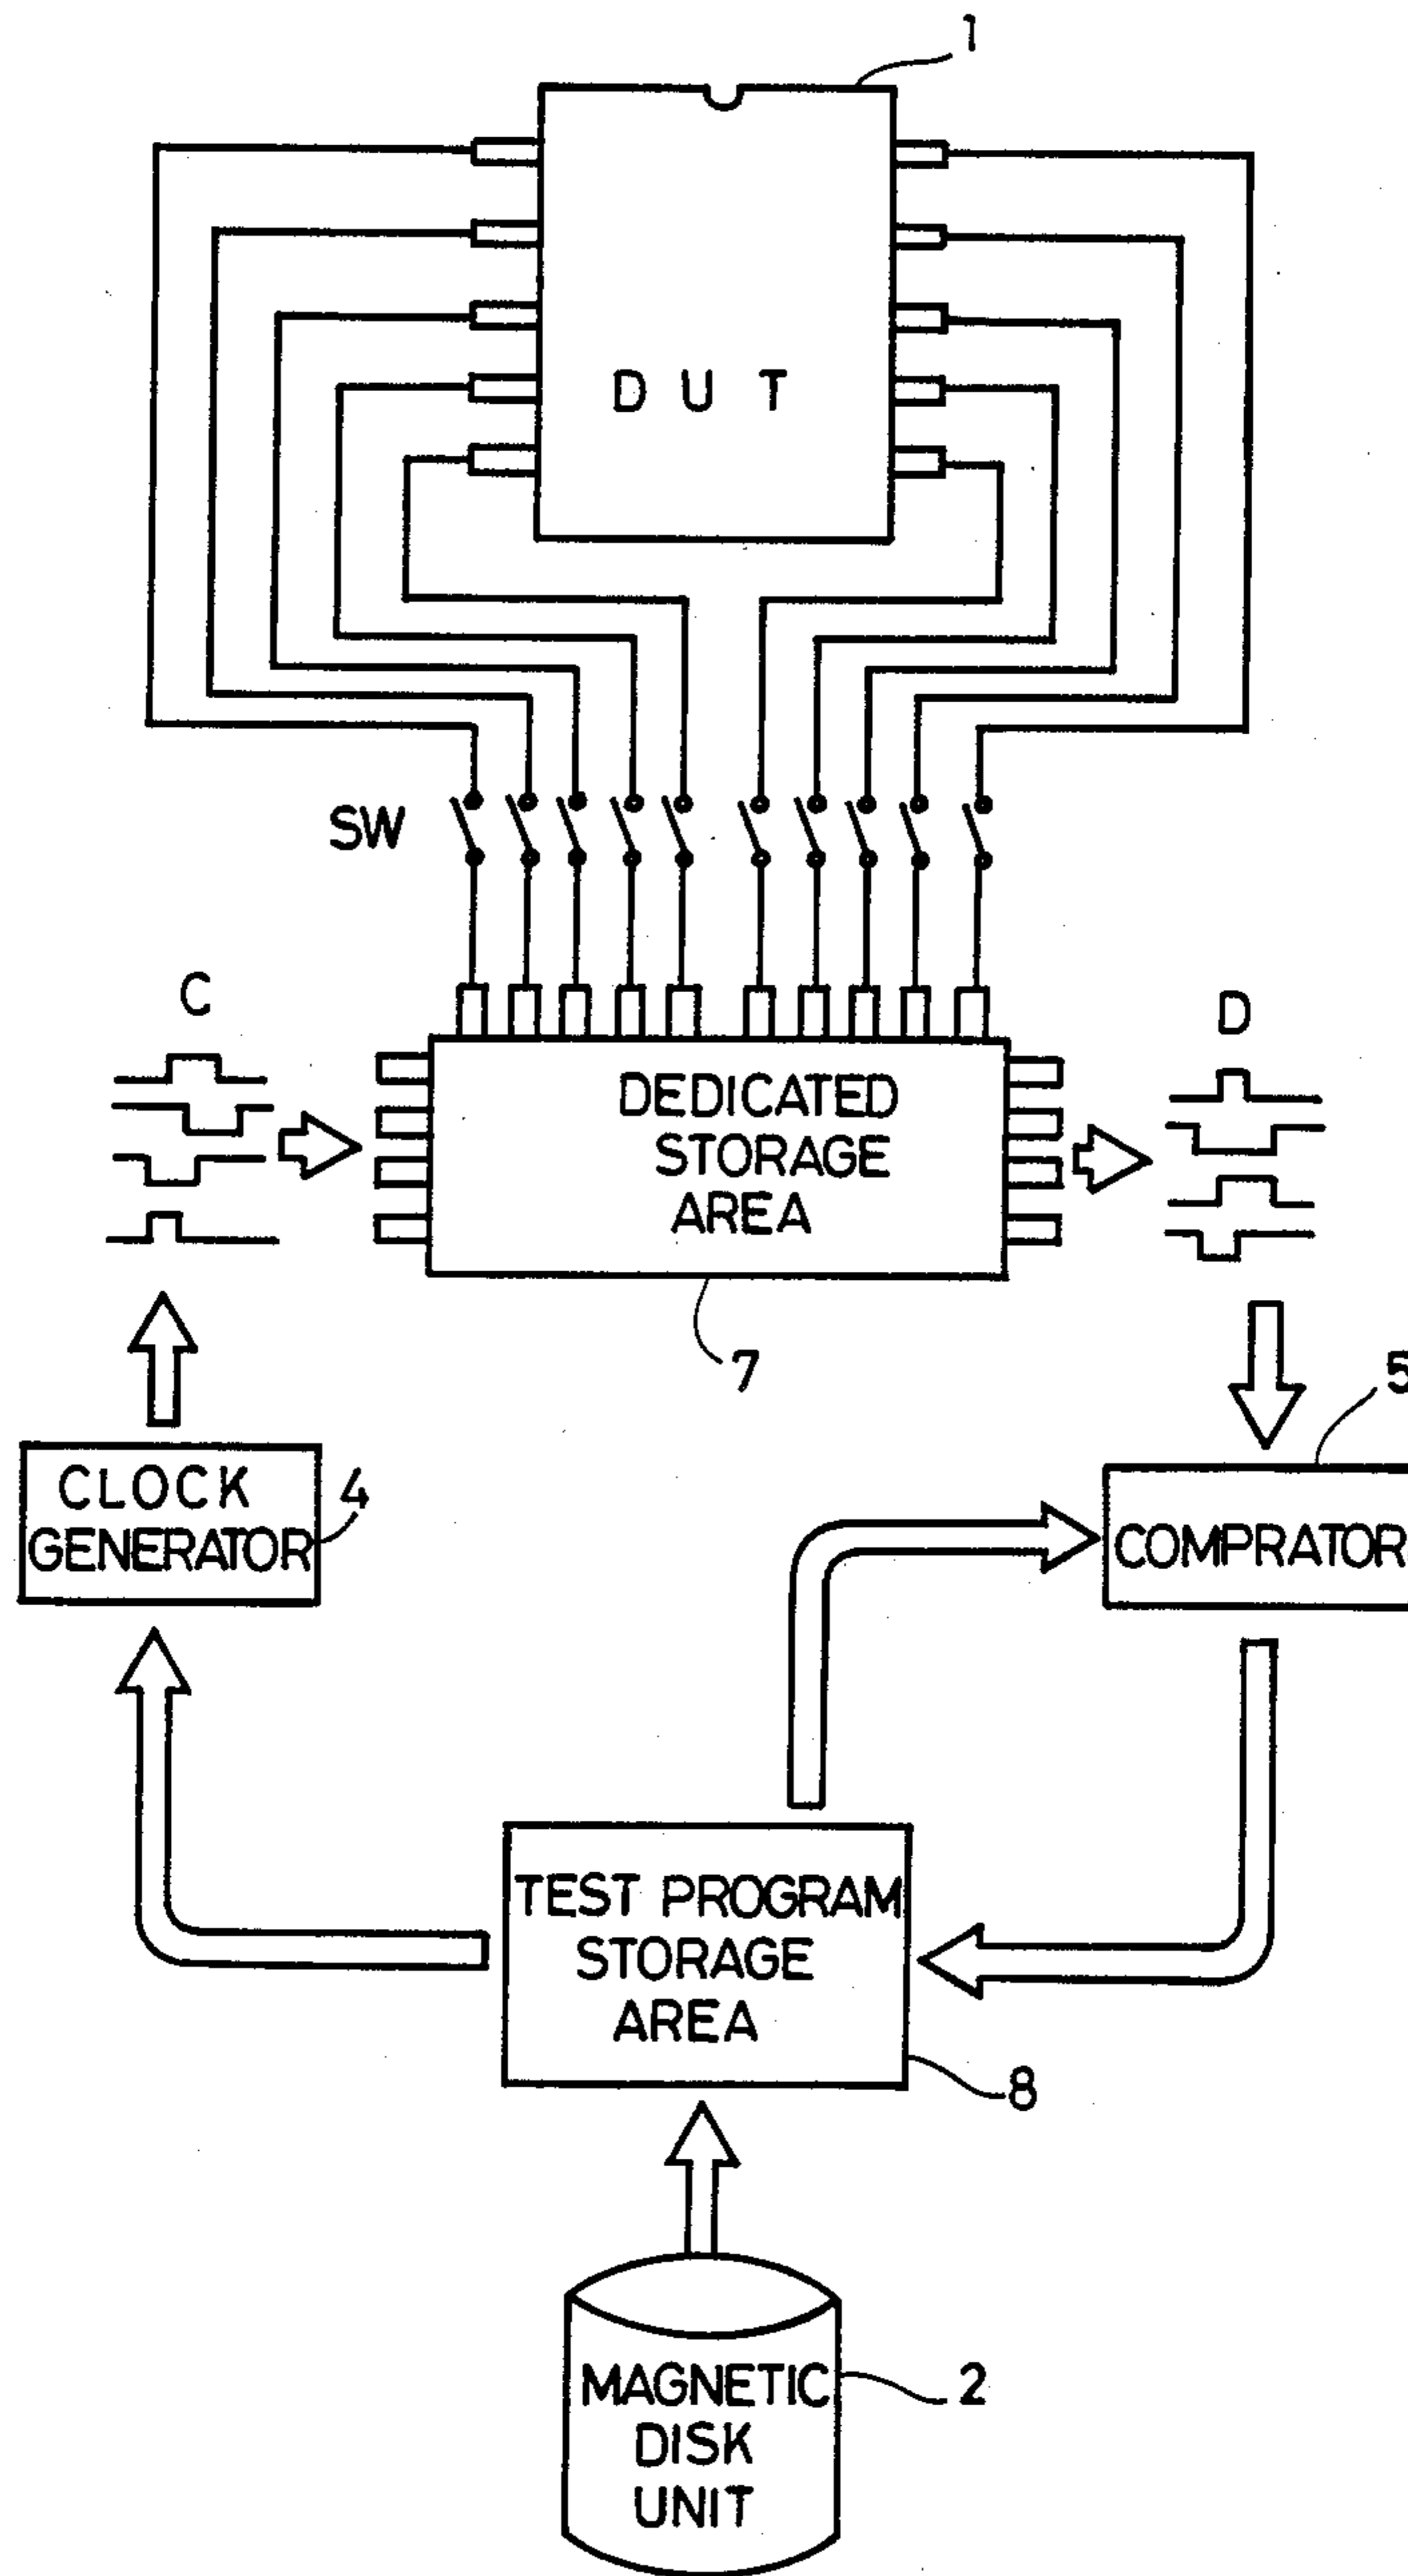 1
D U T
SW
C
D
DEDICATED
STORAGE
AREA
7
5
CLOCK
GENERATOR
4
COMPRATOR
TEST PROGRAM
STORAGE
AREA
8
MAGNETIC
DISK
UNIT
2